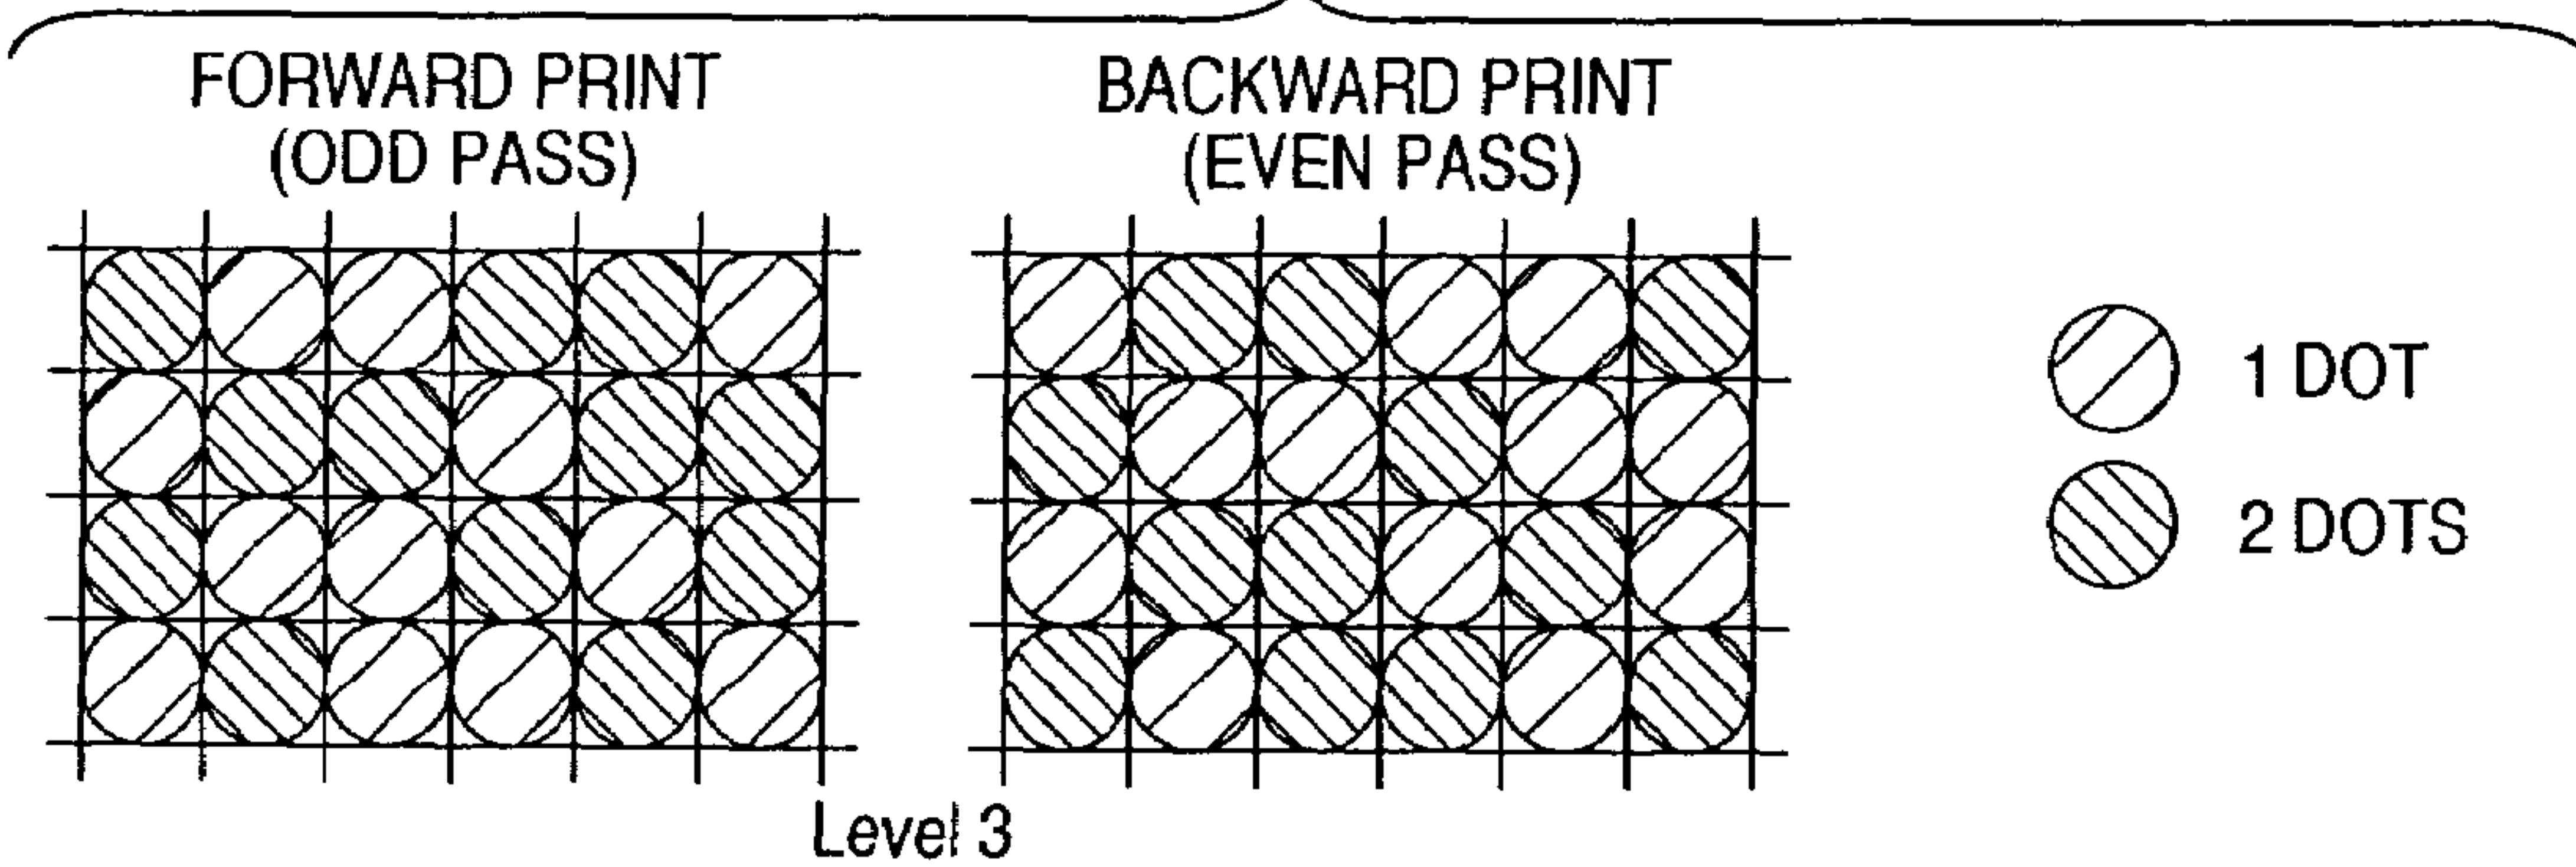 FORWARD PRINT
(ODD PASS)
BACKWARD PRINT
(EVEN PASS)
1 DOT
2 DOTS
Level 3